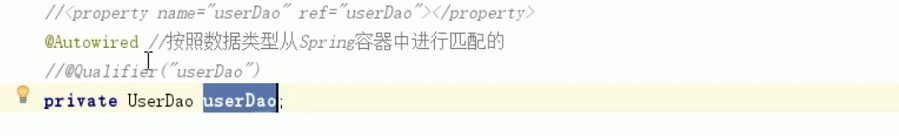 //<property name="userDao" ref="userDao"></property>
@Autowired //按照数据类型从Spring容器中进行匹配的
//@Qualifier("userDao")
private UserDao userDao;